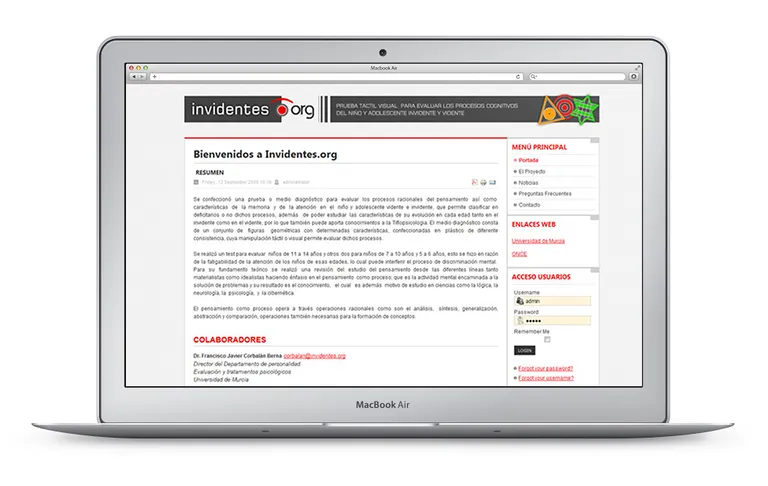 Macbook Air
invidentes org
PRUEBA TACTIL VISUAL PARA EVALUAR LOS PROCESOS COGNITIVOS
DEL NIÑO Y ADOLESCENTE INVIDENTE Y VIDENTE
Bienvenidos a Invidentes.org
RESUMEN
Friday, 12 September 2008
administrador
Se confeccionó una prueba o medio diagnóstico para evaluar los procesos racionales del pensamiento así como
características de la memoria y de la atención en el niño y adolescente vidente e invidente, que permite clasificar en
deficitarios o no dichos procesos, además de poder estudiar las características de su evolución en cada edad tanto en el
invidente como en el vidente, por lo que también puede aporta conocimientos a la Tiflopsicología. El medio diagnóstico consta
de un conjunto de figuras geométricas con determinadas características, confeccionadas en plástico de diferente
consistencia, cuya manipulación táctil o visual permite evaluar dichos procesos.
Se realizó un test para evaluar niños de 11 a 14 años y otros dos para niños de 7 a 10 años y 5 a 6 años, esto se hizo en razón
de la fatigabilidad de la atención de los niños de esas edades, lo cual puede interferir el proceso de discriminación mental.
Para su fundamento teórico se realizó una revisión del estudio del pensamiento desde las diferentes líneas tanto
materialistas como idealistas haciendo énfasis en el pensamiento como proceso; que es la actividad mental encaminada a la
solución de problemas y su resultado es el conocimiento, el cual es además motivo de estudio en ciencias como la lógica, la
neurología, la psicología, y la cibernética.
El pensamiento como proceso opera a través operaciones racionales como son el análisis, síntesis, generalización,
abstracción y comparación, operaciones también necesarias para la formación de conceptos.
COLABORADORES
Dr. Francisco Javier Corbalán Berna corbalan@invidentes.org
Director del Departamento de personalidad.
Evaluación y tratamientos psicológicos
Universidad de Murcia
MENÚ PRINCIPAL
Portada
El Proyecto
Noticias
Preguntas Frecuentes
Contacto
ENLACES WEB
Universidad de Murcia
ONCE
ACCESO USUARIOS
Username
admin
Password
Remember Me
LOGIN
Forgot your password?
Forgot your username?
MacBook Air